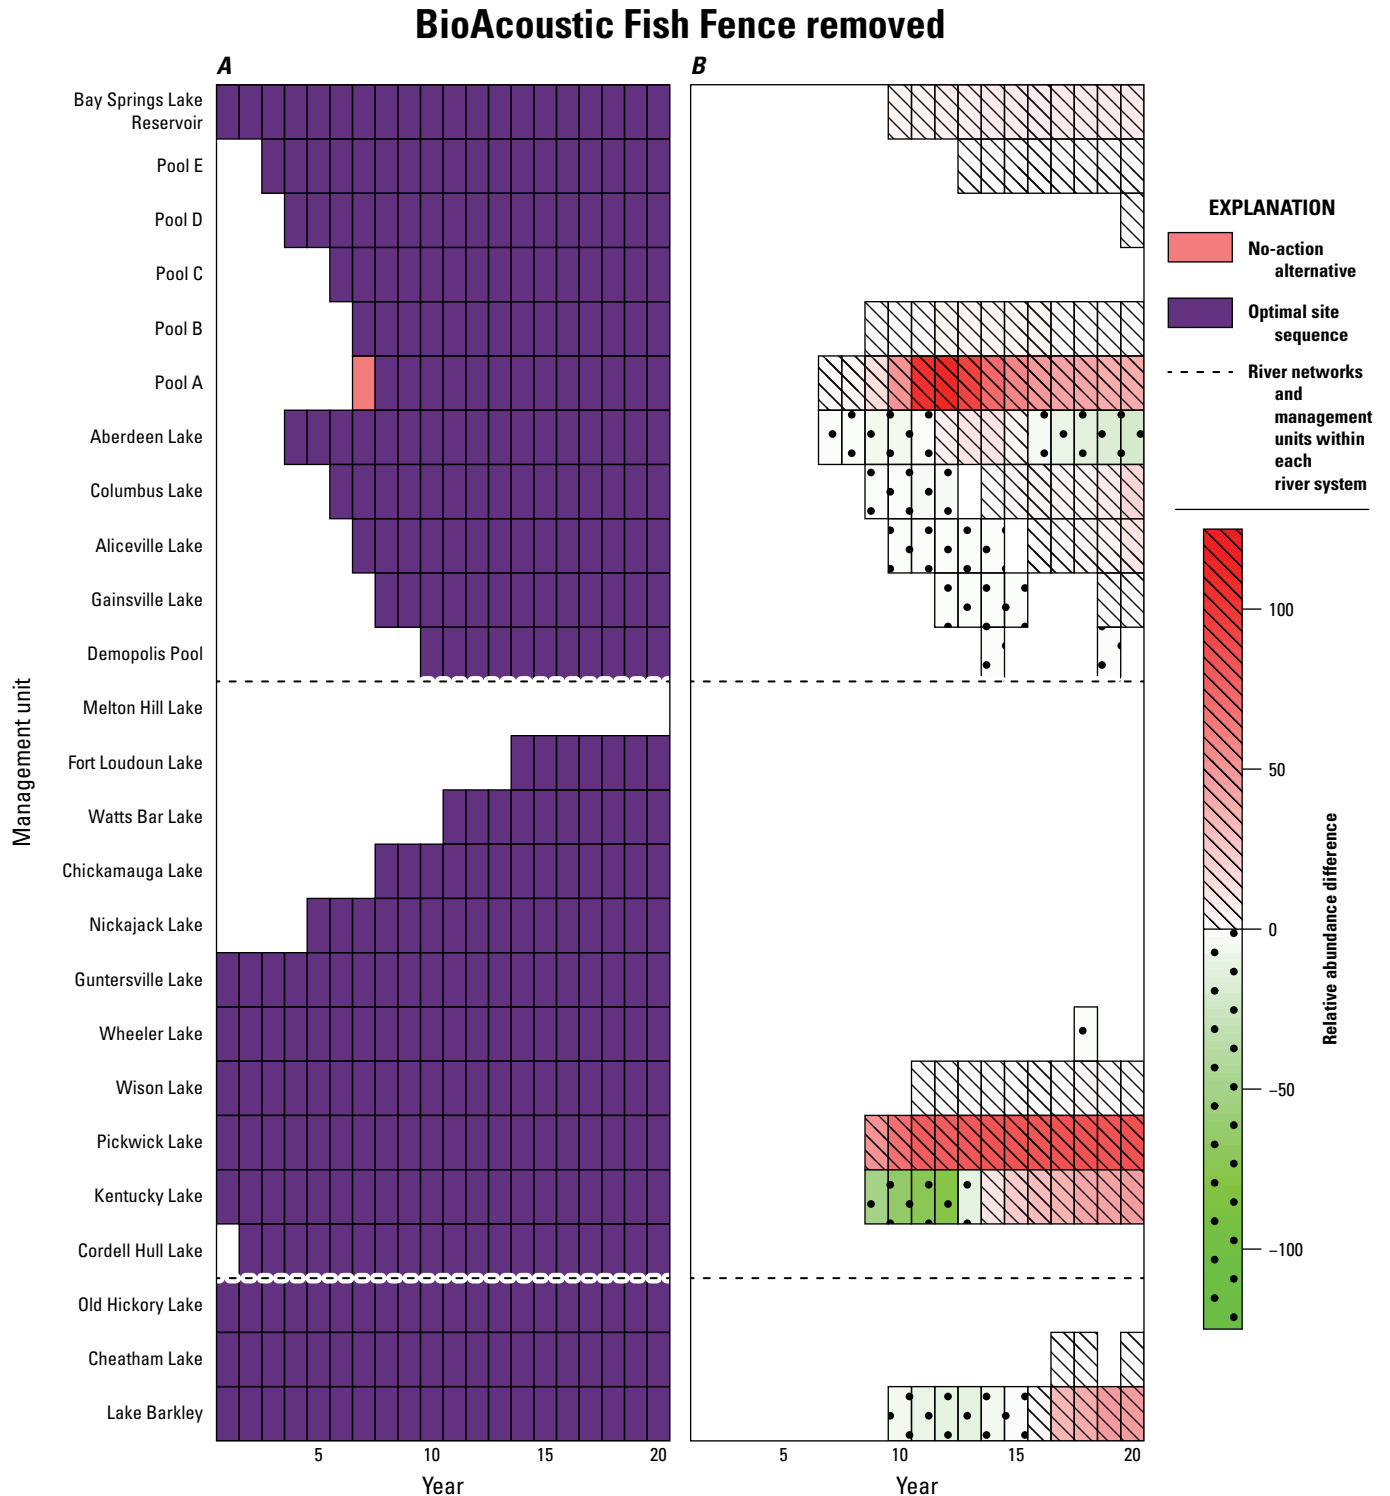 BioAcoustic Fish Fence removed
A
B
Bay Springs Lake
Reservoir
Pool E
Pool D
Pool C
Pool B
Pool A
Aberdeen Lake
Columbus Lake
Aliceville Lake
Gainsville Lake
Demopolis Pool
Melton Hill Lake
Fort Loudoun Lake
Watts Bar Lake
Chickamauga Lake
Nickajack Lake
Guntersville Lake
Wheeler Lake
Wison Lake
Pickwick Lake
Kentucky Lake
Cordell Hull Lake
Old Hickory Lake
Cheatham Lake
Lake Barkley
Management unit
5
10
15
20
Year
5
10
15
20
Year
EXPLANATION
No-action
alternative
Optimal site
sequence
River networks
and
management
units within
each
river system
100
50
0
−50
−100
Relative abundance difference